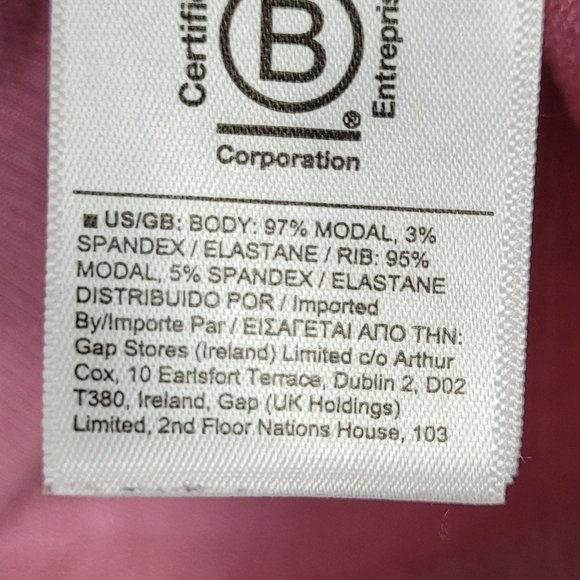 Certifi
B
Entrepris
®
Corporation
US/GB: BODY: 97% MODAL, 3%
SPANDEX / ELASTANE / RIB: 95%
MODAL, 5% SPANDEX / ELASTANE
DISTRIBUIDO POR / Imported
By/Importe Par / ΕΙΣΑΓΕΤΑΙ ΑΠΟ ΤΗΝ:
Gap Stores (Ireland) Limited c/o Arthur
Cox, 10 Earlsfort Terrace, Dublin 2, D02
T380, Ireland, Gap (UK Holdings)
Limited, 2nd Floor Nations House, 103